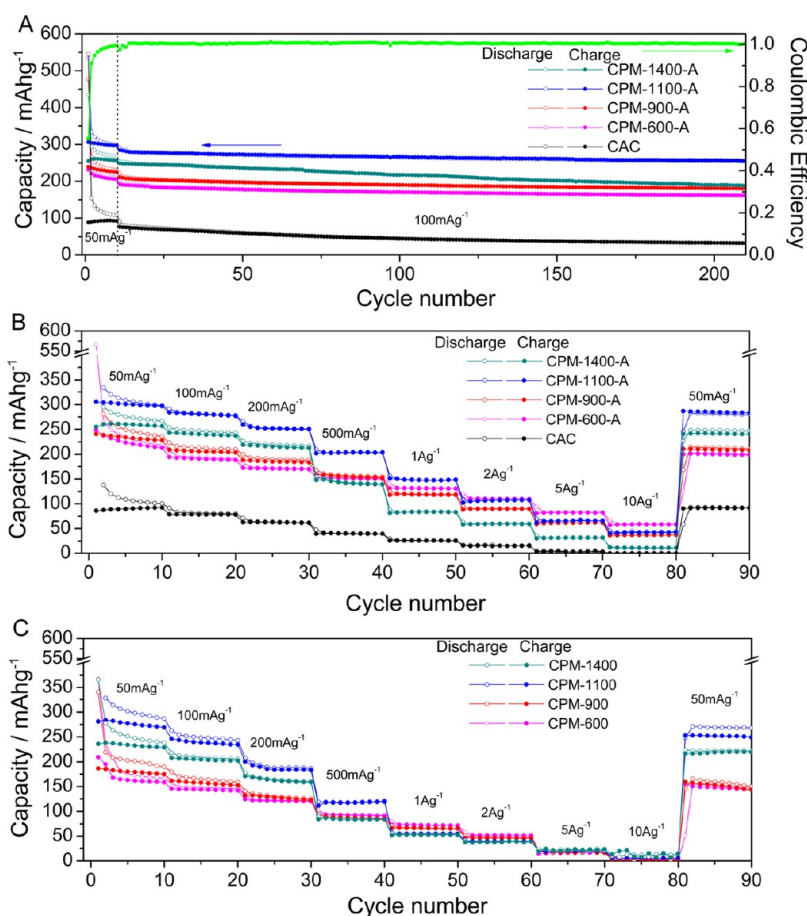 A
600
500
400
300
200
100
0
Capacity / mAhg⁻¹
1.0
0.8
0.6
0.4
0.2
0.0
Coulombic Efficiency
Discharge Charge
CPM-1400-A
CPM-1100-A
CPM-900-A
CPM-600-A
CAC
50mAg⁻¹
100mAg⁻¹
0 50 100 150 200
Cycle number
B
600
550
350
300
250
200
150
100
50
0
Capacity / mAhg⁻¹
Discharge Charge
CPM-1400-A
CPM-1100-A
CPM-900-A
CPM-600-A
CAC
50mAg⁻¹
100mAg⁻¹
200mAg⁻¹
500mAg⁻¹
1Ag⁻¹
2Ag⁻¹
5Ag⁻¹
10Ag⁻¹
50mAg⁻¹
0 10 20 30 40 50 60 70 80 90
Cycle number
C
600
550
350
300
250
200
150
100
50
0
Capacity / mAhg⁻¹
Discharge Charge
CPM-1400
CPM-1100
CPM-900
CPM-600
50mAg⁻¹
100mAg⁻¹
200mAg⁻¹
500mAg⁻¹
1Ag⁻¹
2Ag⁻¹
5Ag⁻¹
10Ag⁻¹
50mAg⁻¹
0 10 20 30 40 50 60 70 80 90
Cycle number